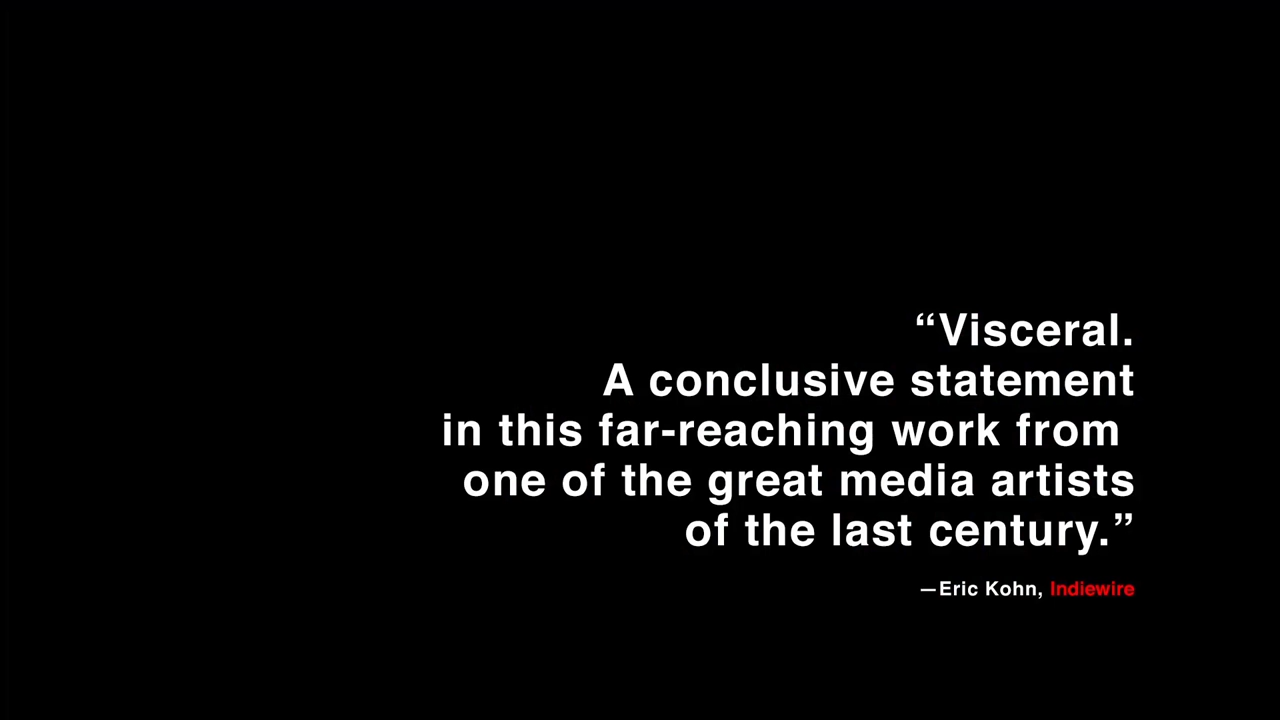 “Visceral.
A conclusive statement
in this far-reaching work from
one of the great media artists
of the last century.”
—Eric Kohn, Indiewire